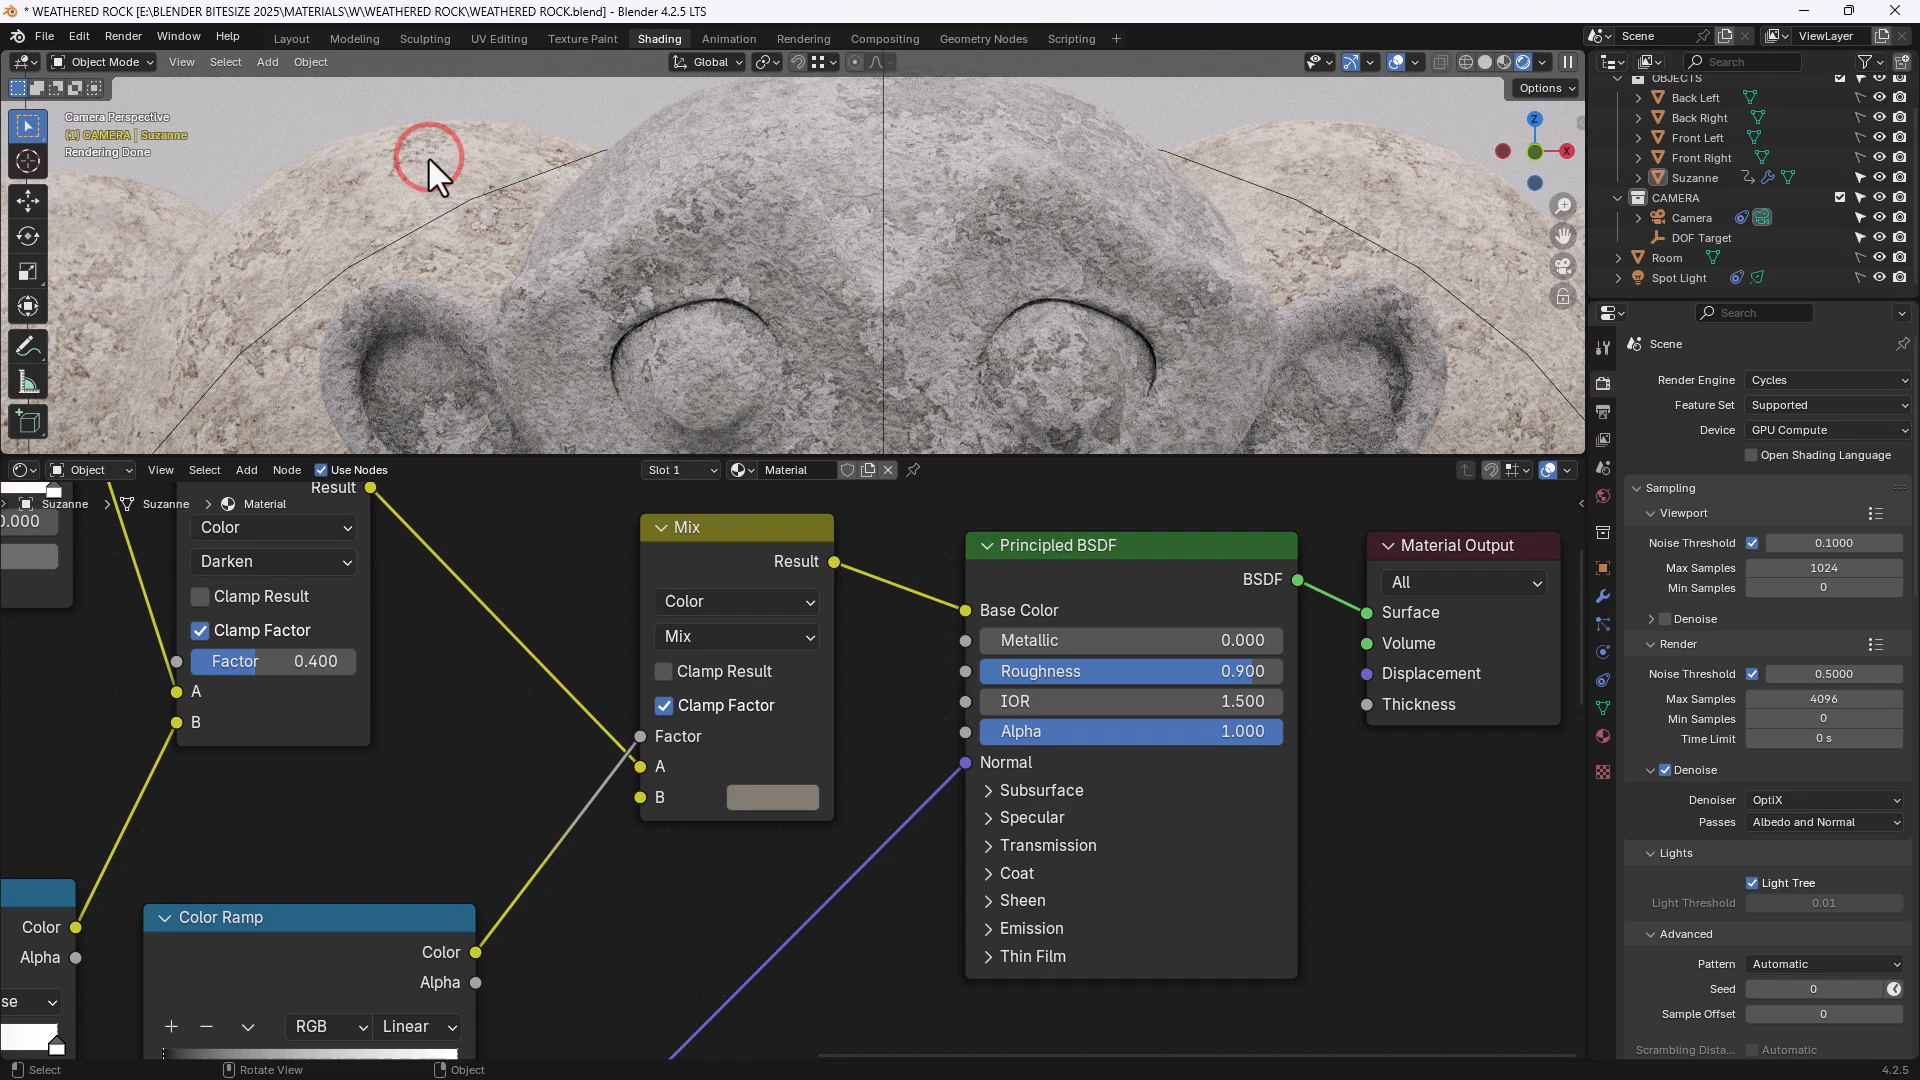 * WEATHERED ROCK [E:\BLENDER BITESIZE 2025\MATERIALS\W\WEATHERED ROCK\WEATHERED ROCK.blend] - Blender 4.2.5 LTS
File Edit Render Window Help Layout Modeling Sculpting UV Editing Texture Paint Shading Animation Rendering Compositing Geometry Nodes Scripting + Scene ViewLayer
Object Mode View Select Add Object Global Search
Options
Camera Perspective
(1) CAMERA | Suzanne
Rendering Done
Z
X
OBJECTS
Back Left
Back Right
Front Left
Front Right
Suzanne
CAMERA
Camera
DOF Target
Room
Spot Light
Search
Scene
Render Engine Cycles
Feature Set Supported
Device GPU Compute
Open Shading Language
Sampling
Viewport
Noise Threshold 0.1000
Max Samples 1024
Min Samples 0
Denoise
Render
Noise Threshold 0.5000
Max Samples 4096
Min Samples 0
Time Limit 0 s
Denoise
Denoiser OptiX
Passes Albedo and Normal
Lights
Light Tree
Light Threshold 0.01
Advanced
Pattern Automatic
Seed 0
Sample Offset 0
Scrambling Dista... Automatic
Object View Select Add Node Use Nodes Slot 1 Material
Suzanne > Suzanne > Material
0.000
Result
Color
Darken
Clamp Result
Clamp Factor
Factor 0.400
A
B
Mix
Result
Color
Mix
Clamp Result
Clamp Factor
Factor
A
B
Principled BSDF
BSDF
Base Color
Metallic 0.000
Roughness 0.900
IOR 1.500
Alpha 1.000
Normal
Subsurface
Specular
Transmission
Coat
Sheen
Emission
Thin Film
Material Output
All
Surface
Volume
Displacement
Thickness
Color
Alpha
se
Color Ramp
Color
Alpha
RGB Linear
Select Rotate View Object 4.2.5